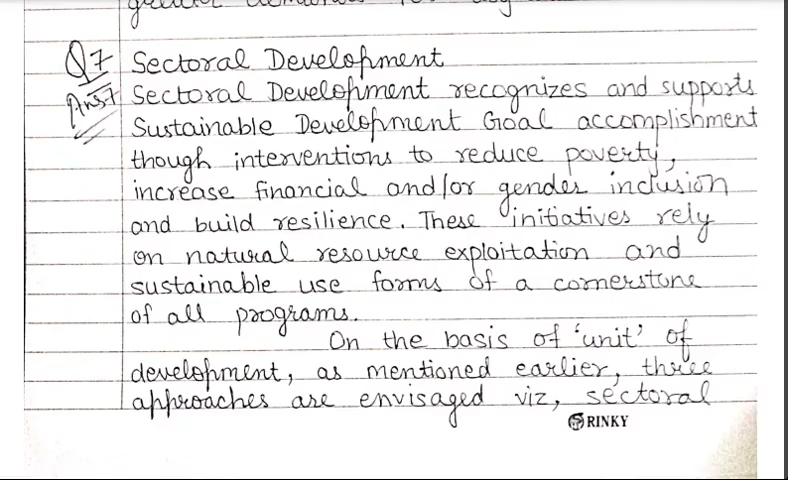 Q7 Sectoral Development
Ans.7 Sectoral Development recognizes and supports
Sustainable Development Goal accomplishment
though interventions to reduce poverty,
increase financial and/or gender inclusion
and build resilience. These initiatives rely
on natural resource exploitation and
sustainable use forms of a cornerstone
of all programs.
On the basis of 'unit' of
development, as mentioned earlier, three
approaches are envisaged viz, sectoral
RINKY